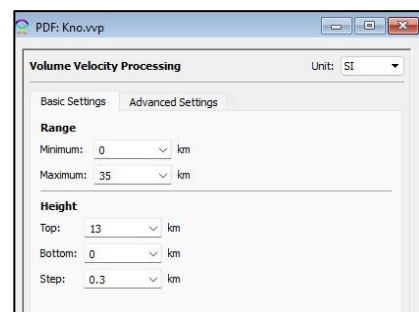 PDF: Kno.vvp
Volume Velocity Processing Unit: SI
Basic Settings Advanced Settings
Range
Minimum: 0 km
Maximum: 35 km
Height
Top: 13 km
Bottom: 0 km
Step: 0.3 km